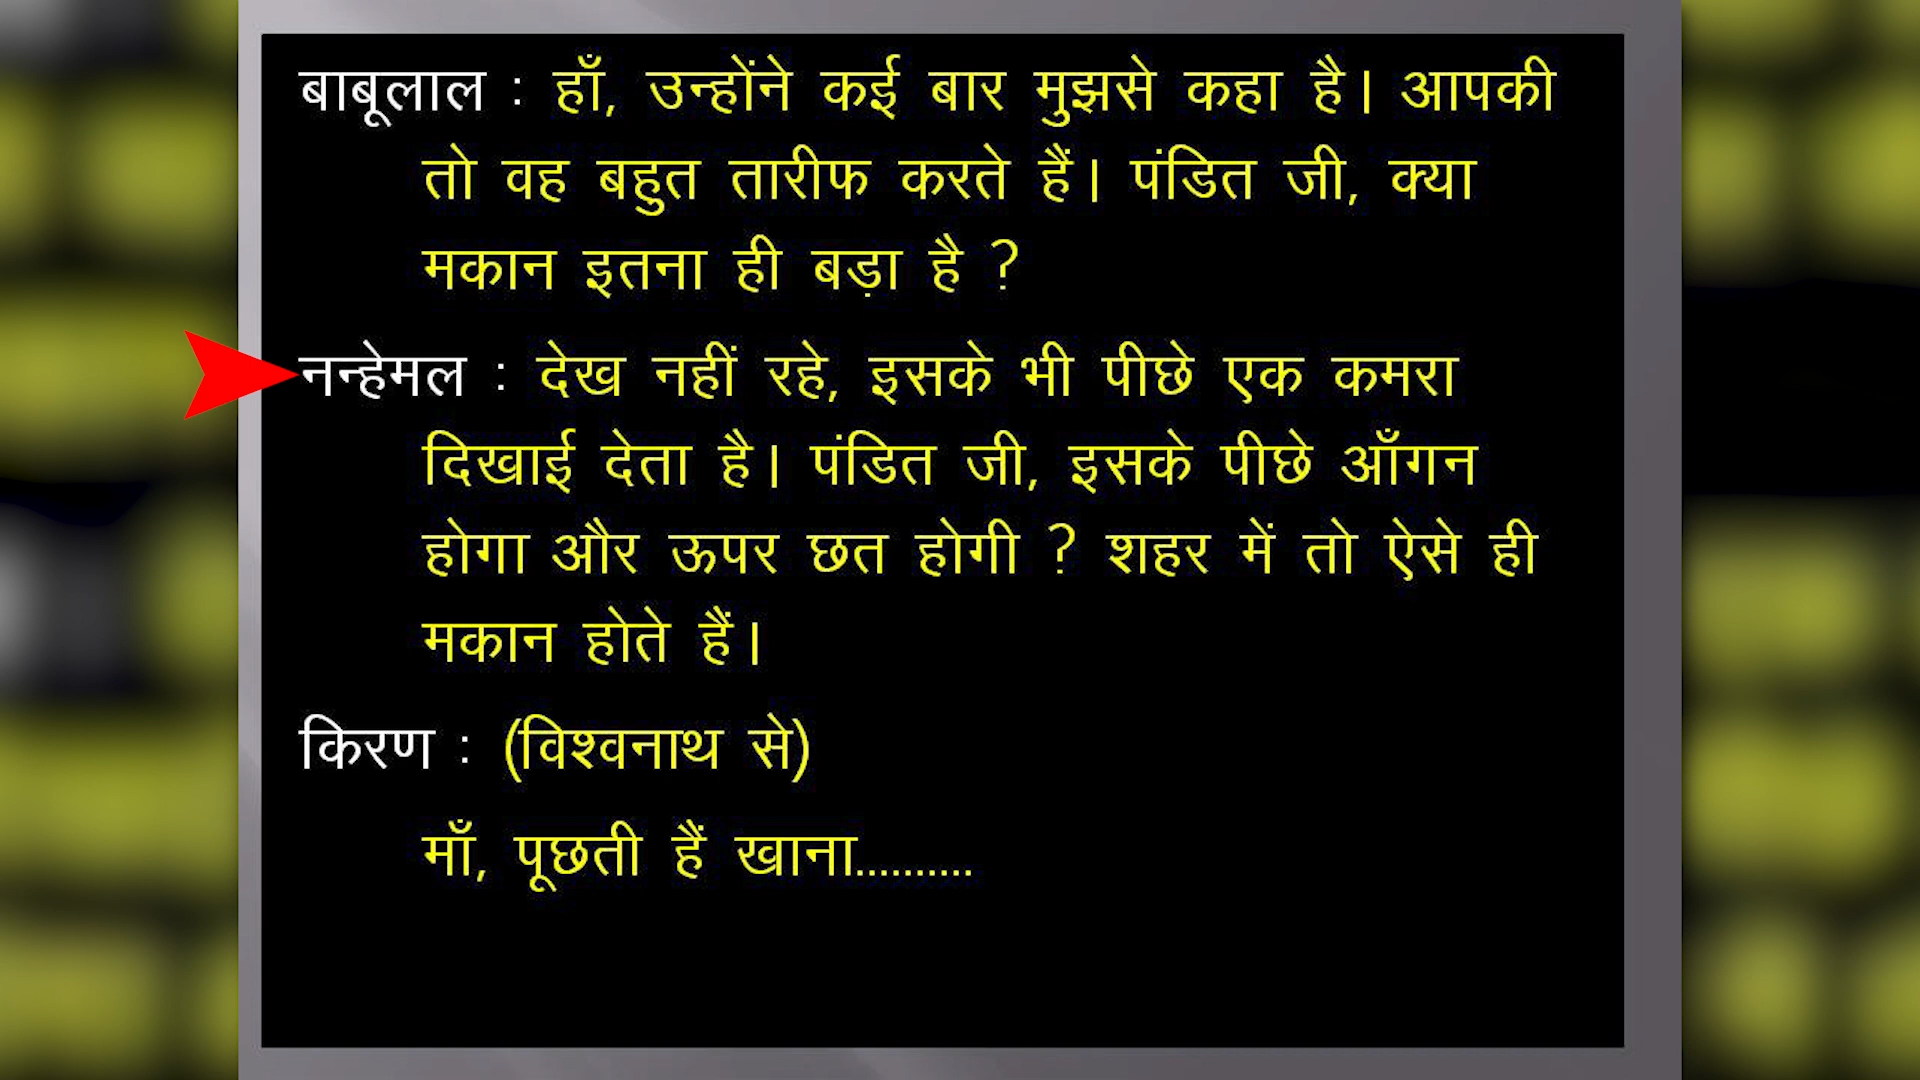 बाबूलाल : हाँ, उन्होंने कई बार मुझसे कहा है। आपकी
तो वह बहुत तारीफ करते हैं। पंडित जी, क्या
मकान इतना ही बड़ा है ?
नन्हेमल : देख नहीं रहे, इसके भी पीछे एक कमरा
दिखाई देता है। पंडित जी, इसके पीछे आँगन
होगा और ऊपर छत होगी ? शहर में तो ऐसे ही
मकान होते हैं।
किरण : (विश्वनाथ से)
माँ, पूछती हैं खाना..........